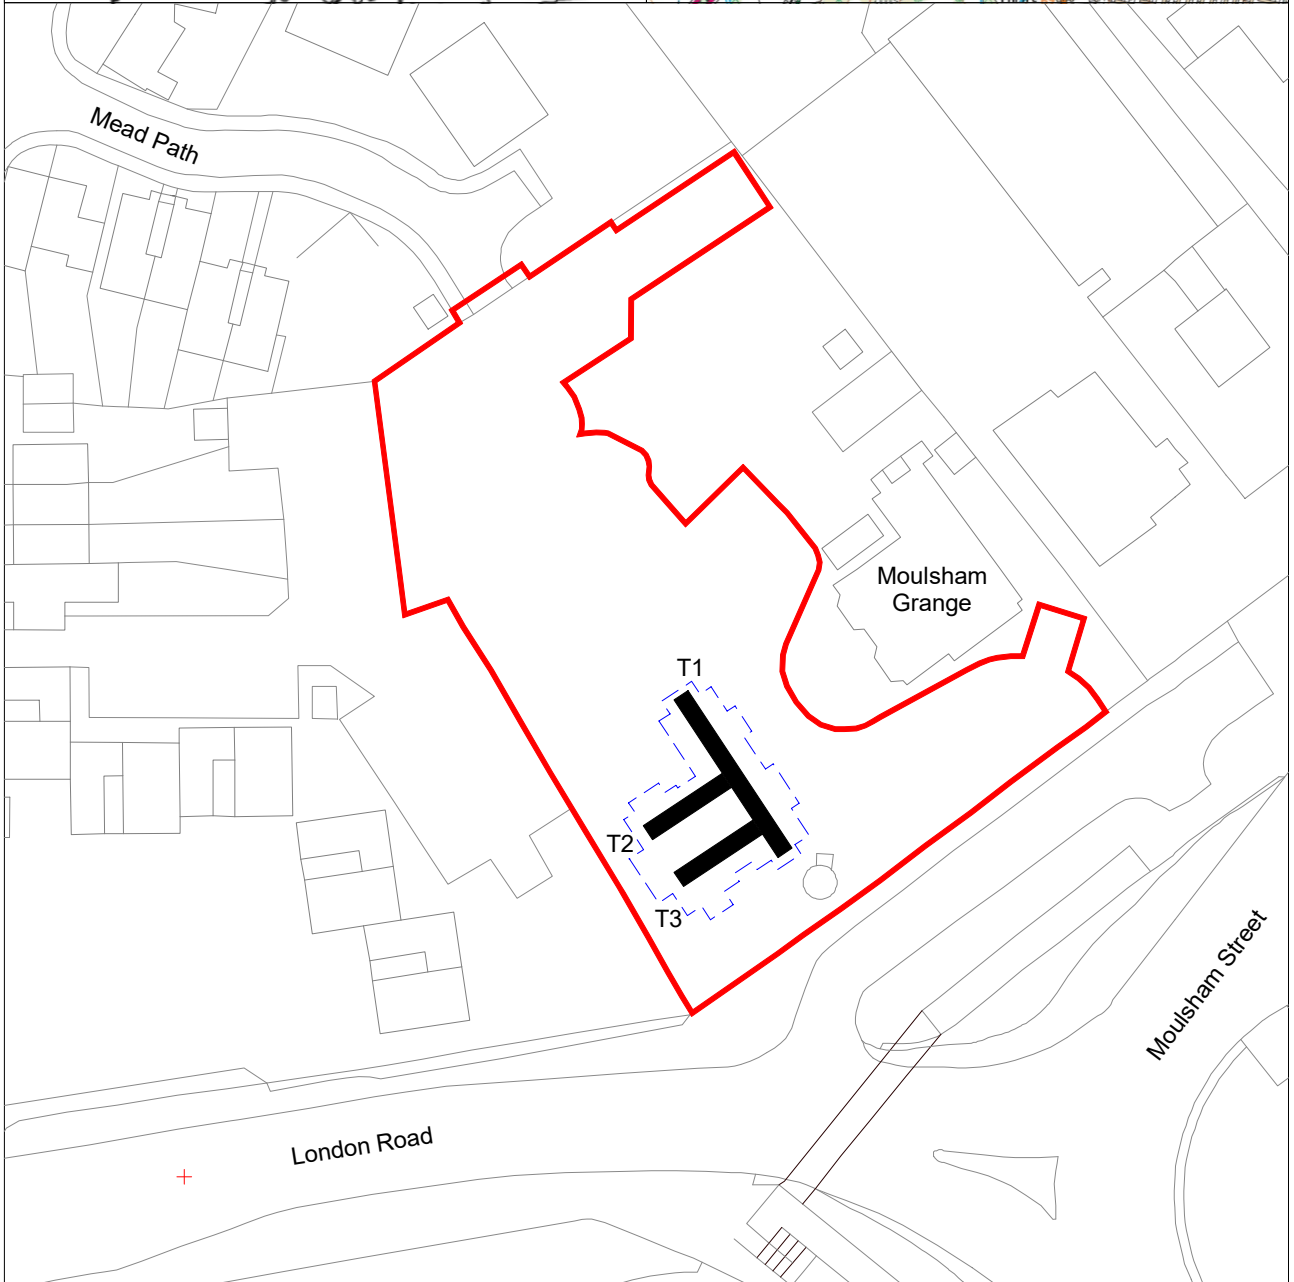 Mead Path
Moulsham
Grange
T1
T2
T3
Moulsham Street
London Road